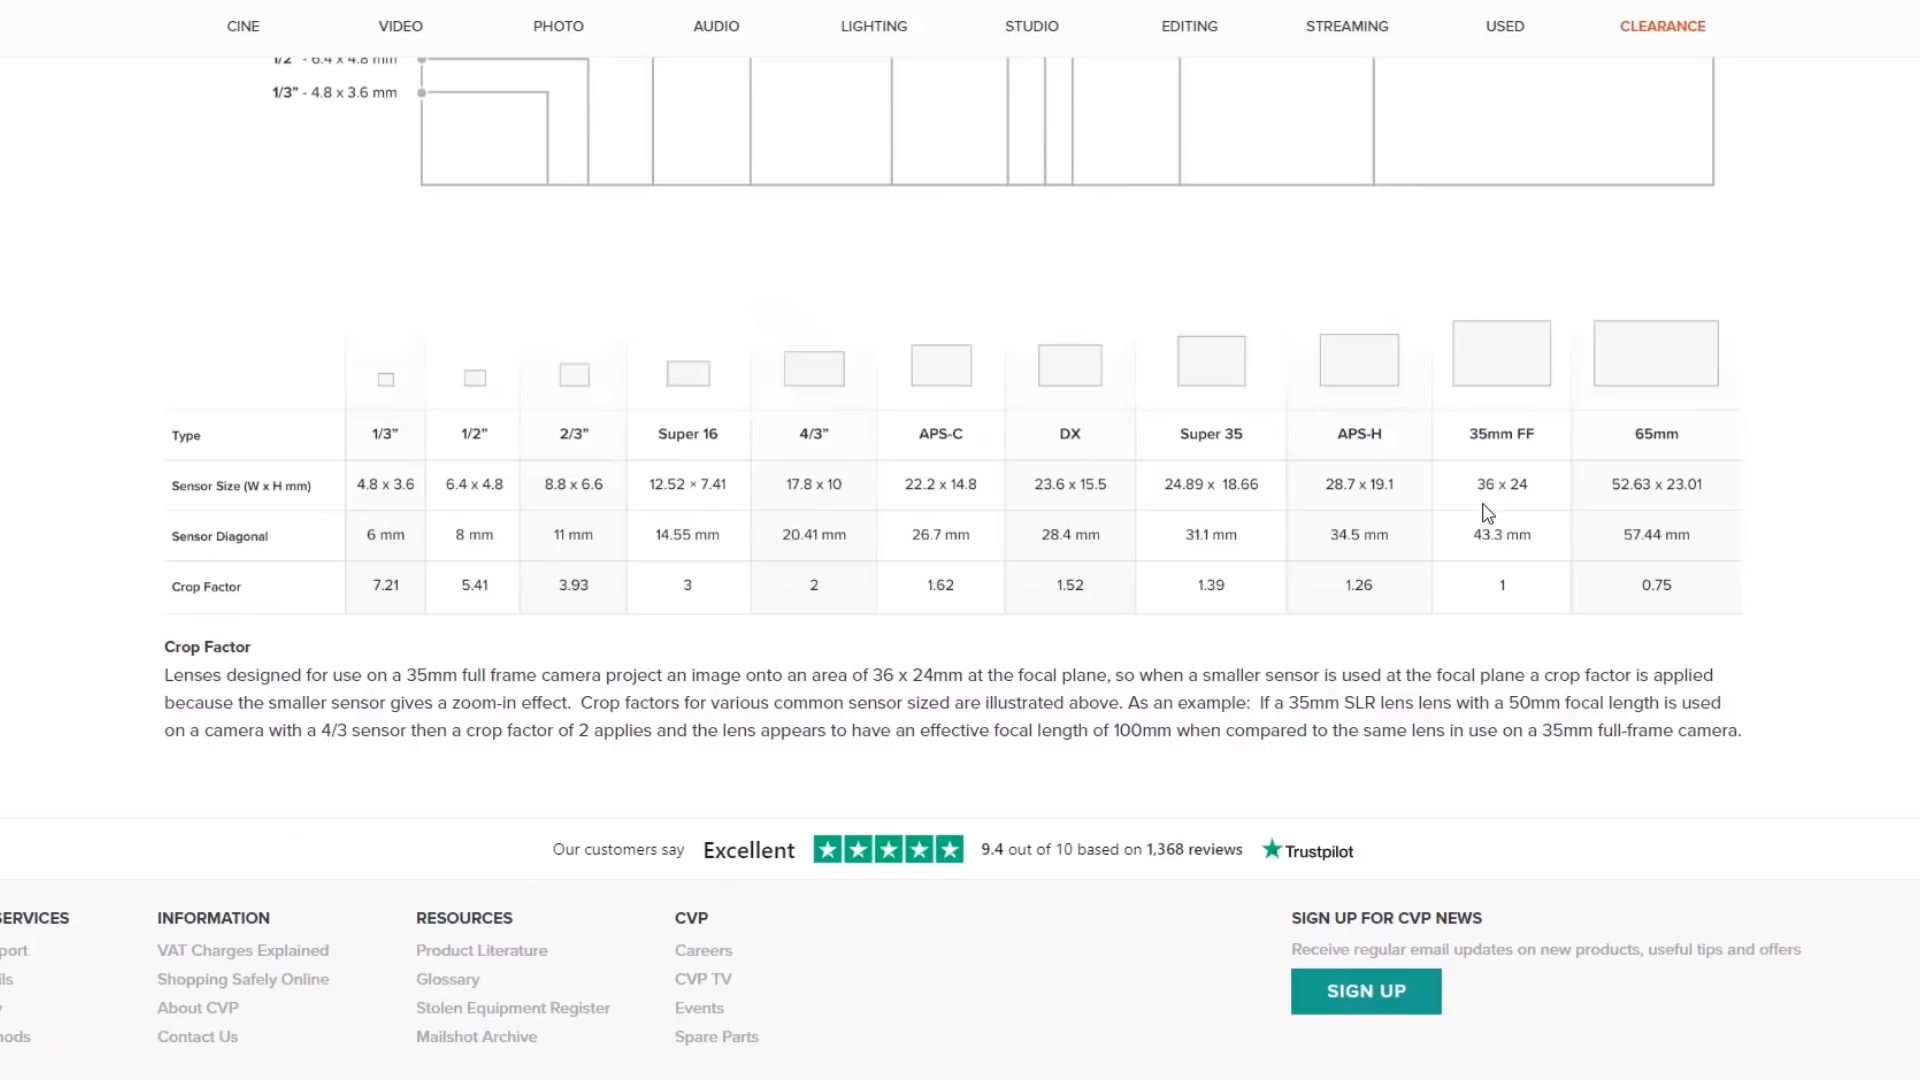 CINE VIDEO PHOTO AUDIO LIGHTING STUDIO EDITING STREAMING USED CLEARANCE
1/2” - 6.4 x 4.8 mm
1/3” - 4.8 x 3.6 mm
Type 1/3” 1/2” 2/3” Super 16 4/3” APS-C DX Super 35 APS-H 35mm FF 65mm
Sensor Size (W x H mm) 4.8 x 3.6 6.4 x 4.8 8.8 x 6.6 12.52 × 7.41 17.8 x 10 22.2 x 14.8 23.6 x 15.5 24.89 x 18.66 28.7 x 19.1 36 x 24 52.63 x 23.01
Sensor Diagonal 6 mm 8 mm 11 mm 14.55 mm 20.41 mm 26.7 mm 28.4 mm 31.1 mm 34.5 mm 43.3 mm 57.44 mm
Crop Factor 7.21 5.41 3.93 3 2 1.62 1.52 1.39 1.26 1 0.75
Crop Factor
Lenses designed for use on a 35mm full frame camera project an image onto an area of 36 x 24mm at the focal plane, so when a smaller sensor is used at the focal plane a crop factor is applied
because the smaller sensor gives a zoom-in effect. Crop factors for various common sensor sized are illustrated above. As an example: If a 35mm SLR lens lens with a 50mm focal length is used
on a camera with a 4/3 sensor then a crop factor of 2 applies and the lens appears to have an effective focal length of 100mm when compared to the same lens in use on a 35mm full-frame camera.
Our customers say Excellent 9.4 out of 10 based on 1,368 reviews Trustpilot
SERVICES INFORMATION RESOURCES CVP SIGN UP FOR CVP NEWS
port VAT Charges Explained Product Literature Careers Receive regular email updates on new products, useful tips and offers
ils Shopping Safely Online Glossary CVP TV SIGN UP
About CVP Stolen Equipment Register Events
nods Contact Us Mailshot Archive Spare Parts